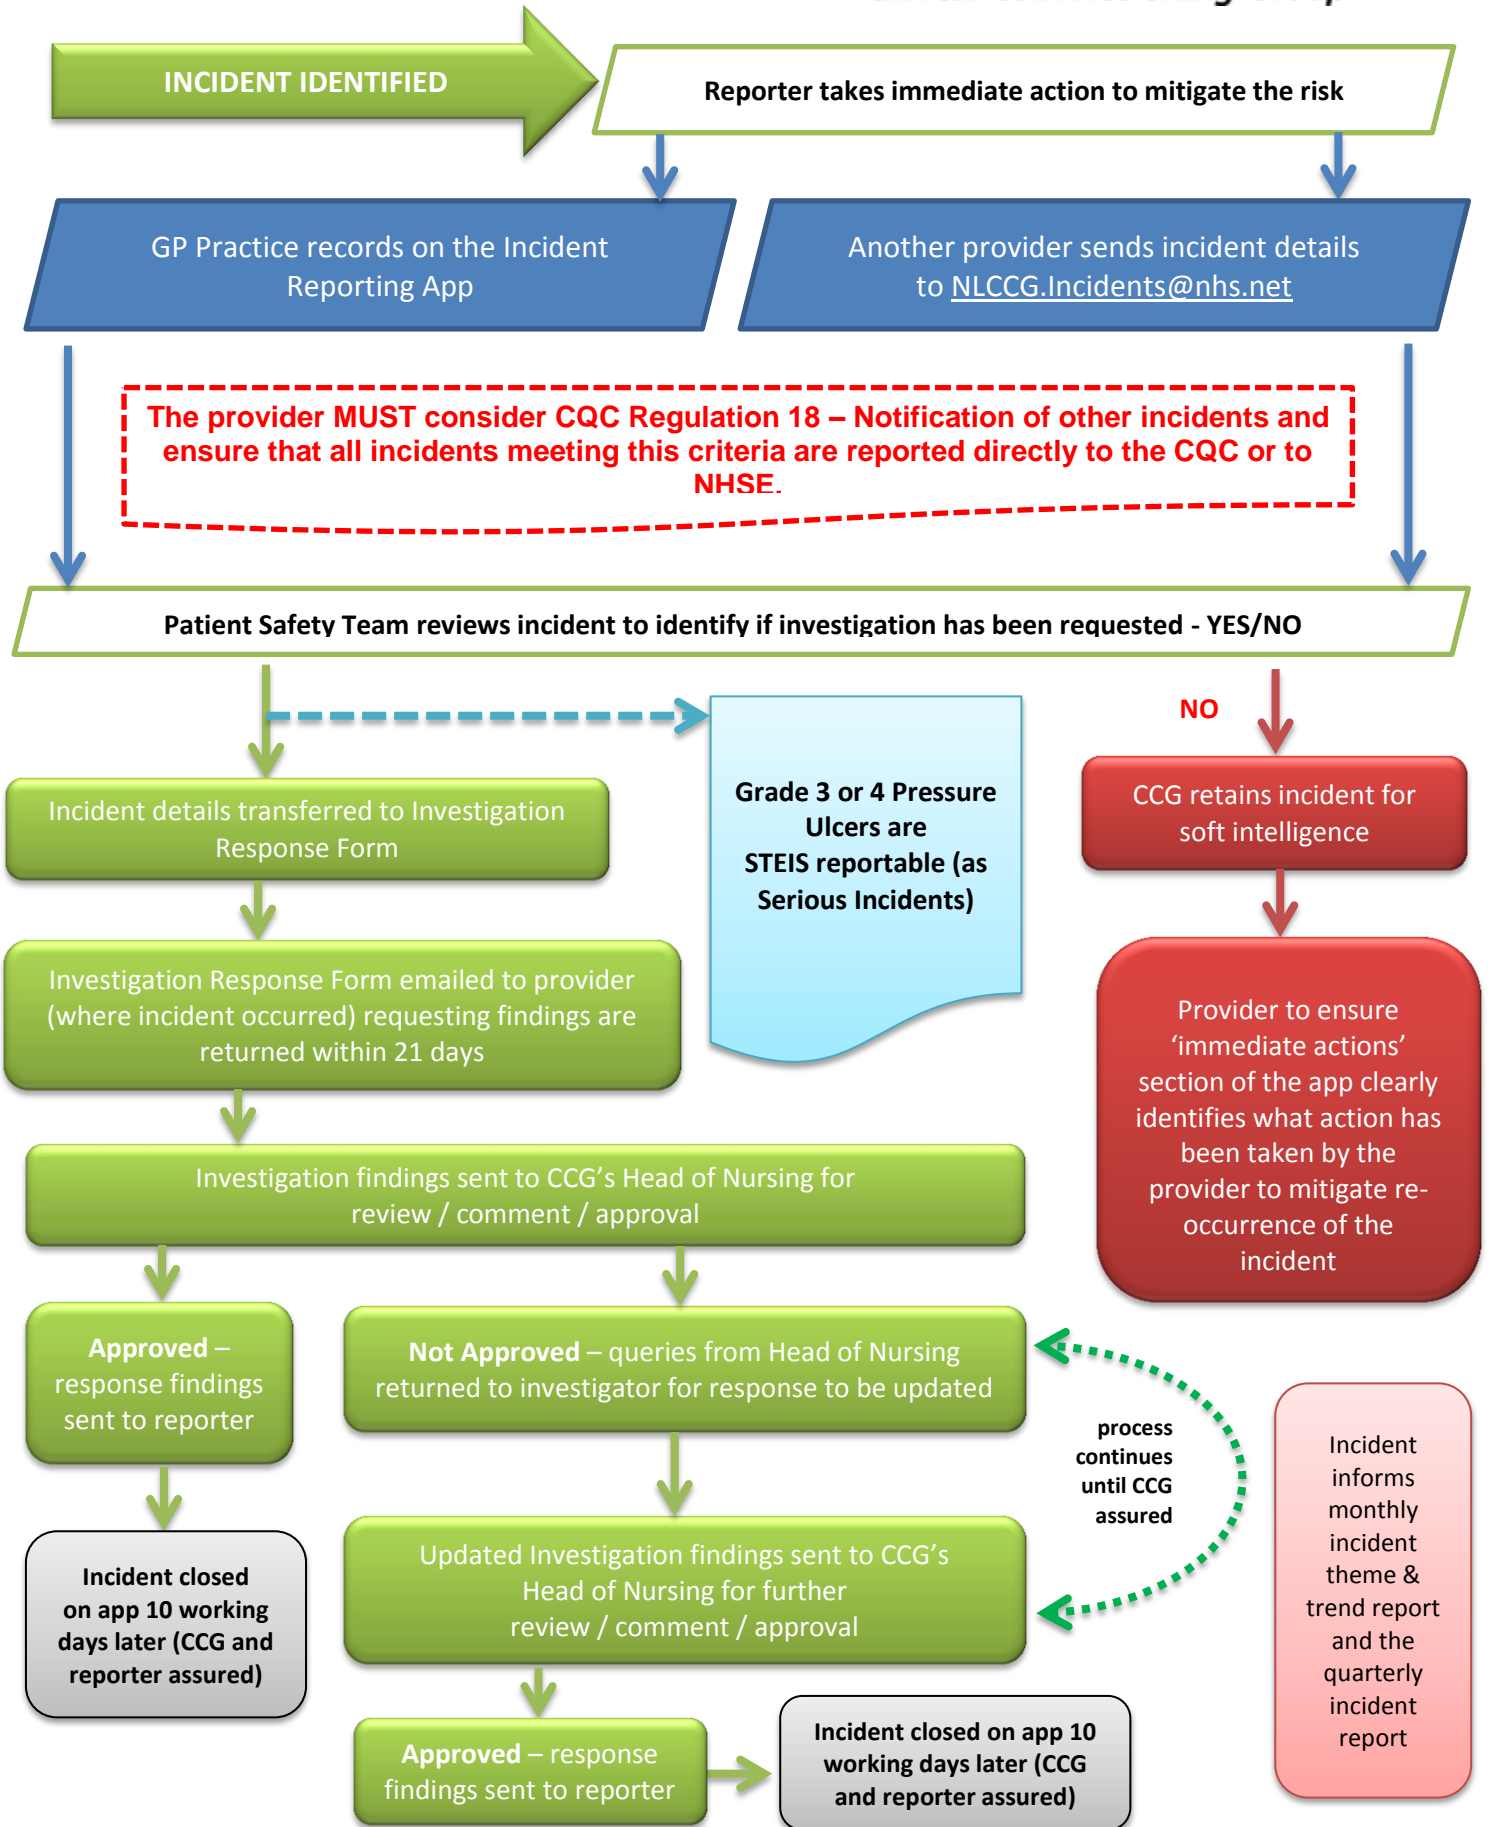 Clinical Commissioning Group
INCIDENT IDENTIFIED
Reporter takes immediate action to mitigate the risk
GP Practice records on the Incident
Reporting App
Another provider sends incident details
to NLCCG.Incidents@nhs.net
The provider MUST consider CQC Regulation 18 – Notification of other incidents and
ensure that all incidents meeting this criteria are reported directly to the CQC or to
NHSE.
Patient Safety Team reviews incident to identify if investigation has been requested - YES/NO
Incident details transferred to Investigation
Response Form
Grade 3 or 4 Pressure
Ulcers are
STEIS reportable (as
Serious Incidents)
NO
CCG retains incident for
soft intelligence
Investigation Response Form emailed to provider
(where incident occurred) requesting findings are
returned within 21 days
Provider to ensure
‘immediate actions’
section of the app clearly
identifies what action has
been taken by the
provider to mitigate re-
occurrence of the
incident
Investigation findings sent to CCG’s Head of Nursing for
review / comment / approval
Approved –
response findings
sent to reporter
Not Approved – queries from Head of Nursing
returned to investigator for response to be updated
process
continues
until CCG
assured
Incident
informs
monthly
incident
theme &
trend report
and the
quarterly
incident
report
Incident closed
on app 10 working
days later (CCG and
reporter assured)
Updated Investigation findings sent to CCG’s
Head of Nursing for further
review / comment / approval
Approved – response
findings sent to reporter
Incident closed on app 10
working days later (CCG
and reporter assured)